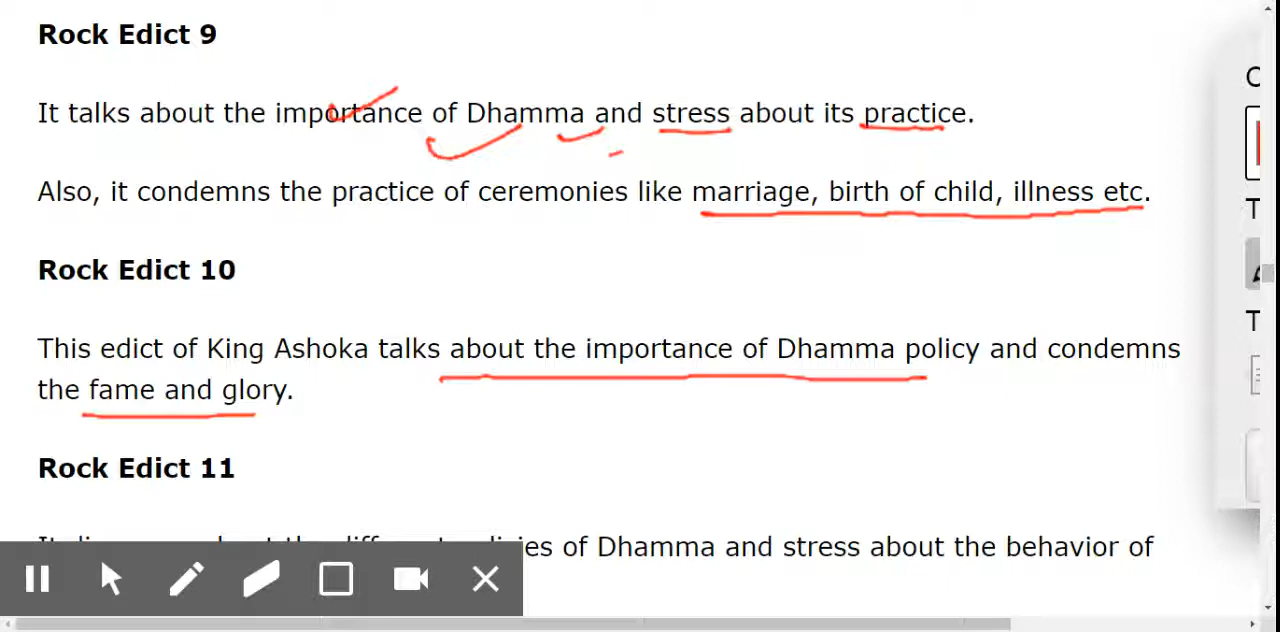 Rock Edict 9
It talks about the importance of Dhamma and stress about its practice.
Also, it condemns the practice of ceremonies like marriage, birth of child, illness etc.
Rock Edict 10
This edict of King Ashoka talks about the importance of Dhamma policy and condemns
the fame and glory.
Rock Edict 11
of Dhamma and stress about the behavior of